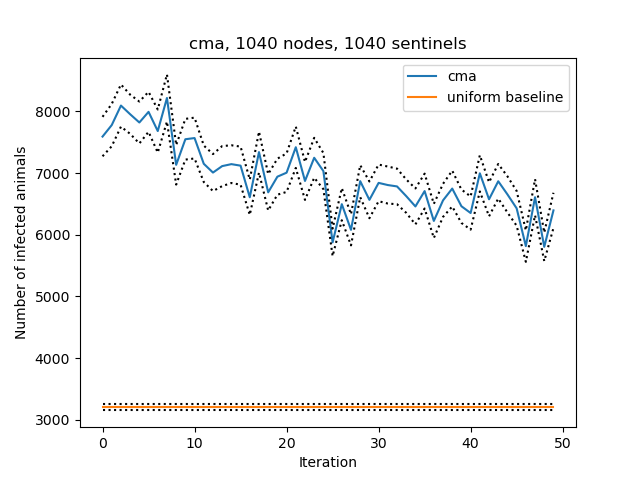 cma, 1040 nodes, 1040 sentinels
cma
uniform baseline
Number of infected animals
8000
7000
6000
5000
4000
3000
0 10 20 30 40 50
Iteration